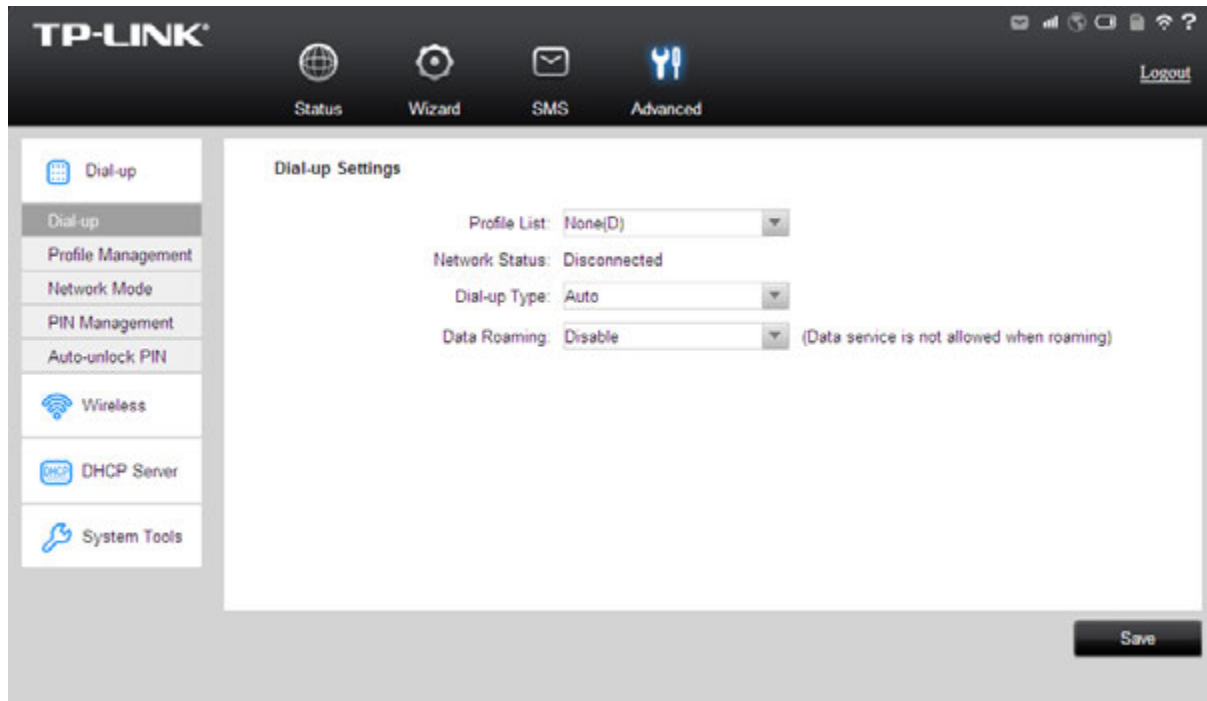 TP-LINK
?
Logout
Status Wizard SMS Advanced
Dial-up
Dial-up
Profile Management
Network Mode
PIN Management
Auto-unlock PIN
Wireless
DHCP DHCP Server
System Tools
Dial-up Settings
Profile List: None(D)
Network Status: Disconnected
Dial-up Type: Auto
Data Roaming: Disable (Data service is not allowed when roaming)
Save